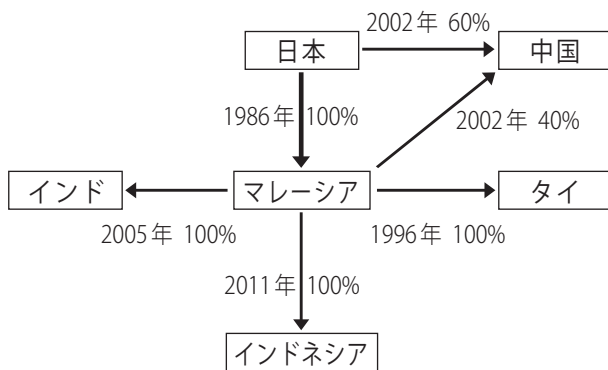 2002年 60%
日本
中国
1986年 100%
2002年 40%
インド
マレーシア
タイ
2005年 100%
1996年 100%
2011年 100%
インドネシア